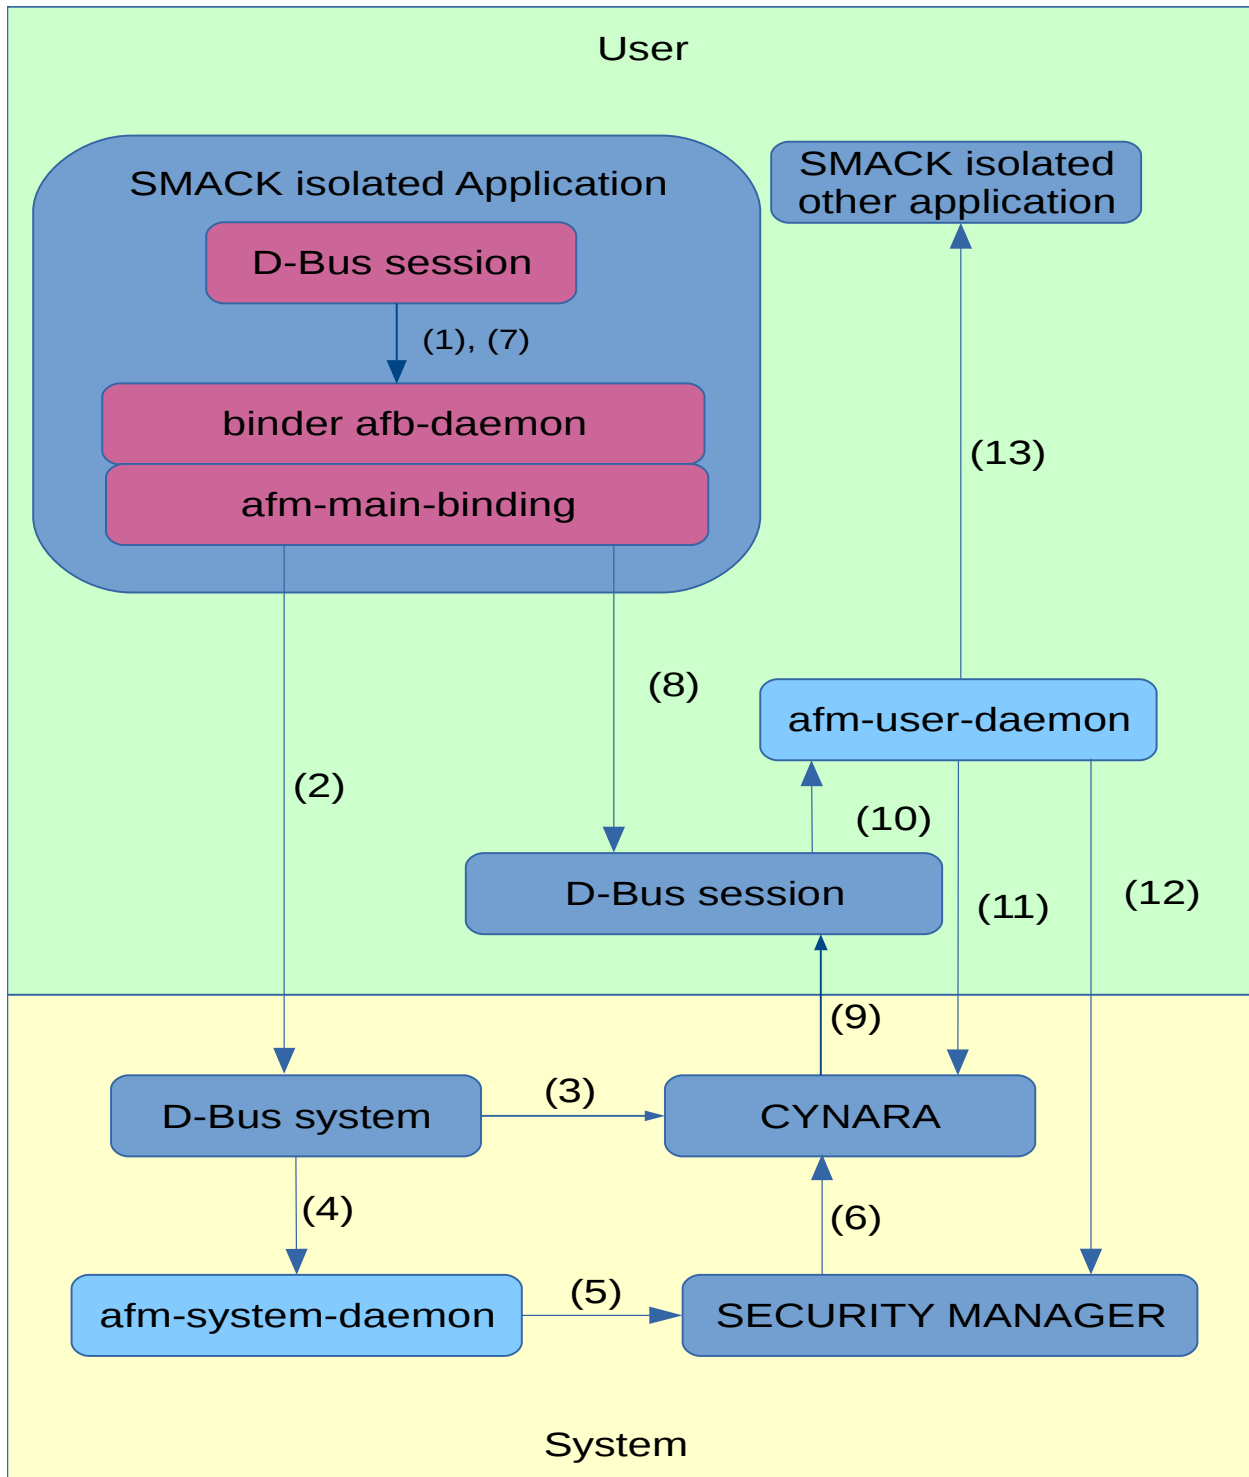 User
SMACK isolated Application
SMACK isolated
other application
D-Bus session
(1), (7)
binder afb-daemon
afm-main-binding
(13)
(8)
afm-user-daemon
(2)
(10)
D-Bus session
(11)
(12)
(9)
D-Bus system
(3)
CYNARA
(4)
(6)
afm-system-daemon
(5)
SECURITY MANAGER
System